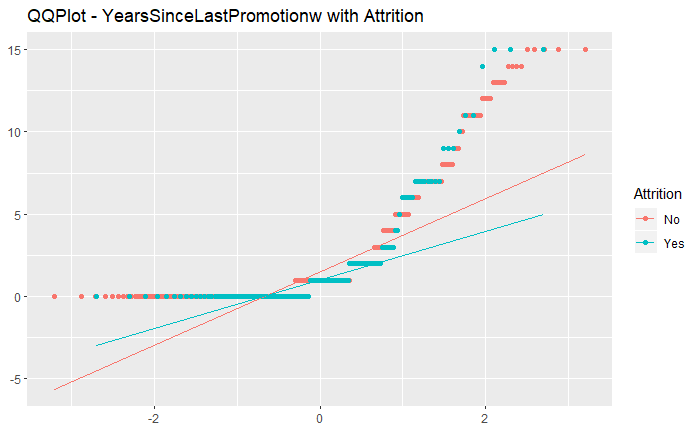 QQPlot - YearsSinceLastPromotionw with Attrition
15
10
5
0
-5
-2
0
2
Attrition
No
Yes